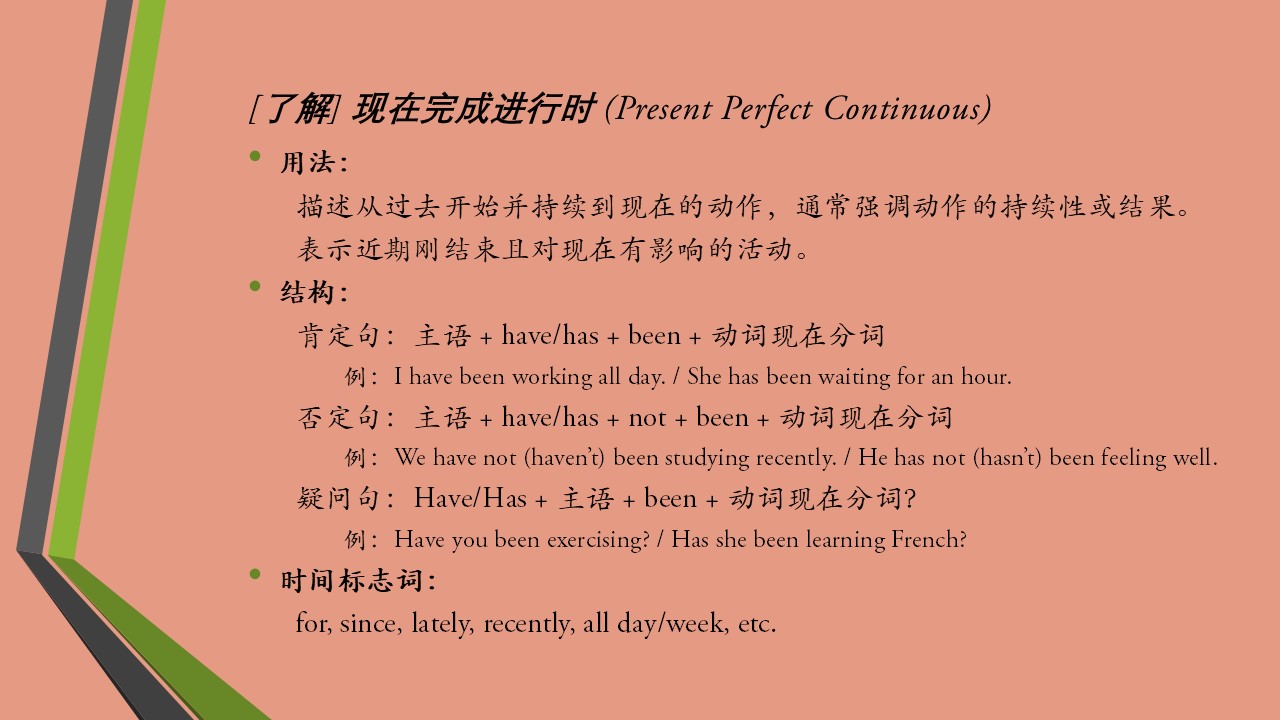 [了解] 现在完成进行时 (Present Perfect Continuous)
• 用法：
描述从过去开始并持续到现在的动作，通常强调动作的持续性或结果。
表示近期刚结束且对现在有影响的活动。
• 结构：
肯定句：主语 + have/has + been + 动词现在分词
例：I have been working all day. / She has been waiting for an hour.
否定句：主语 + have/has + not + been + 动词现在分词
例：We have not (haven’t) been studying recently. / He has not (hasn’t) been feeling well.
疑问句：Have/Has + 主语 + been + 动词现在分词?
例：Have you been exercising? / Has she been learning French?
• 时间标志词：
for, since, lately, recently, all day/week, etc.